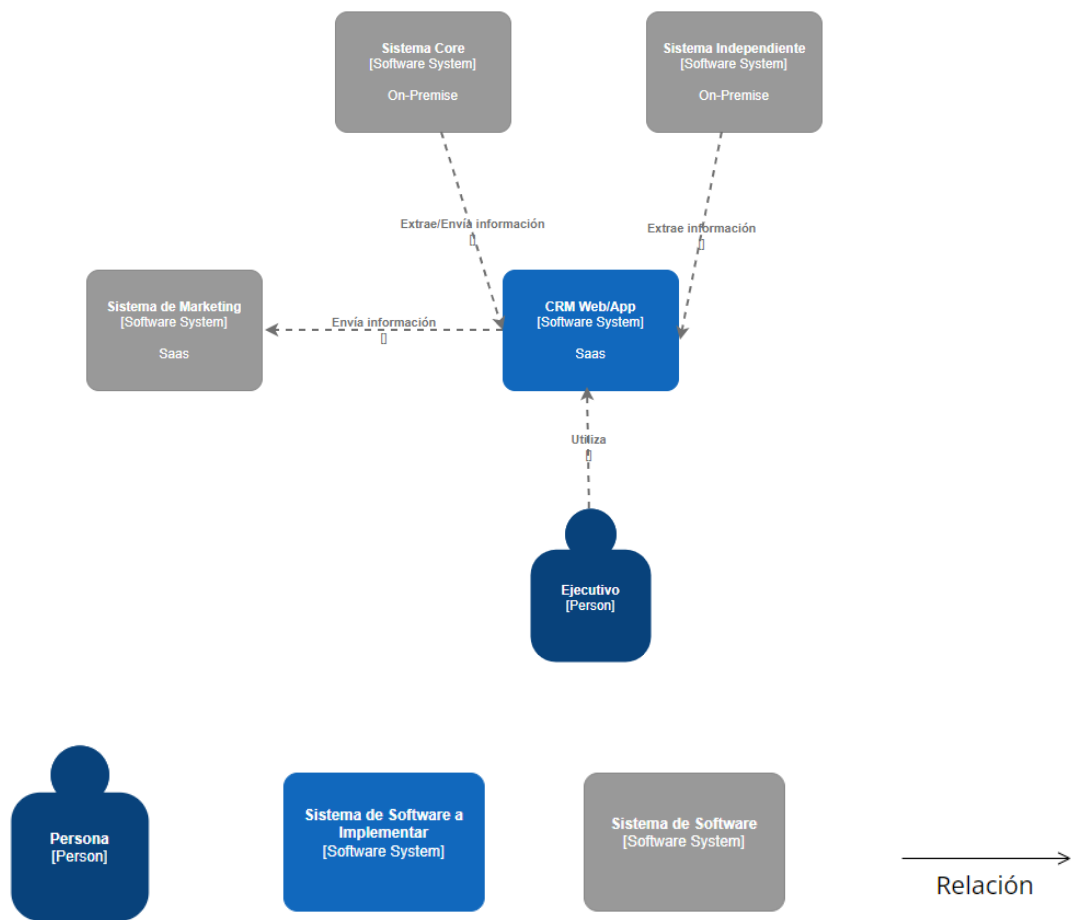 Sistema Core
[Software System]
On-Premise
Sistema Independiente
[Software System]
On-Premise
Extrae/Envía información
[]
Extrae información
[]
Sistema de Marketing
[Software System]
Saas
Envía información
[]
CRM Web/App
[Software System]
Saas
Utiliza
[]
Ejecutivo
[Person]
Persona
[Person]
Sistema de Software a
Implementar
[Software System]
Sistema de Software
[Software System]
Relación